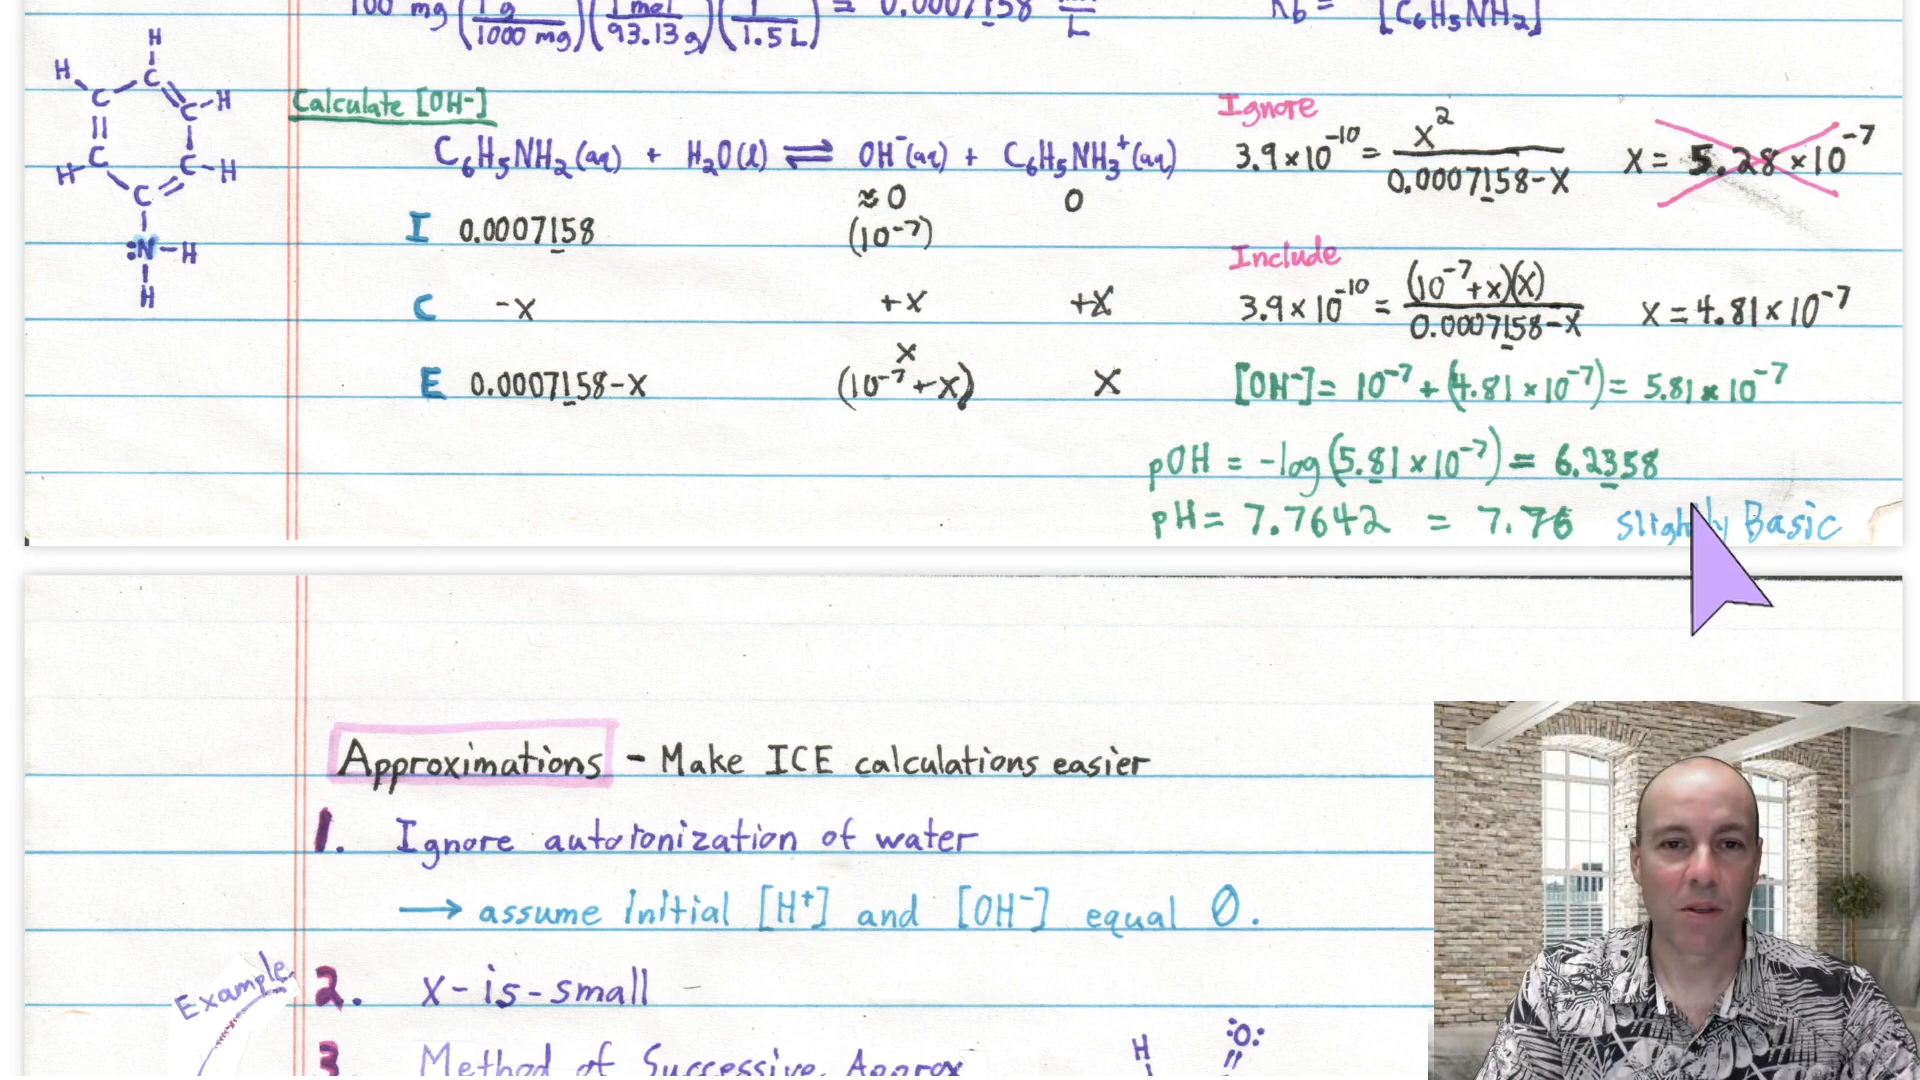 100 mg (1 g / 1000 mg)(1 mol / 93.13 g)(1 / 1.5 L) = 0.0007158 mol/L
Kb = [C6H5NH2]
Calculate [OH-]
C6H5NH2(aq) + H2O(l) ⇌ OH-(aq) + C6H5NH3+(aq)
I 0.0007158 ≈0 (10^-7) 0
C -x +x +x
E 0.0007158-x x (10^-7+x) x
Ignore
3.9×10^-10 = x^2 / 0.0007158-x x = 5.28×10^-7
Include
3.9×10^-10 = (10^-7+x)(x) / 0.0007158-x x=4.81×10^-7
[OH-]= 10^-7 + (4.81×10^-7)= 5.81×10^-7
pOH = -log(5.81×10^-7) = 6.2358
pH= 7.7642 = 7.76 Slightly Basic
H
H C
C C-H
C C-H
H C
:N-H
H
Approximations - Make ICE calculations easier
1. Ignore autoionization of water
→ assume initial [H+] and [OH-] equal 0.
Example
2. x-is-small
3. Method of Successive Approx
H :O: